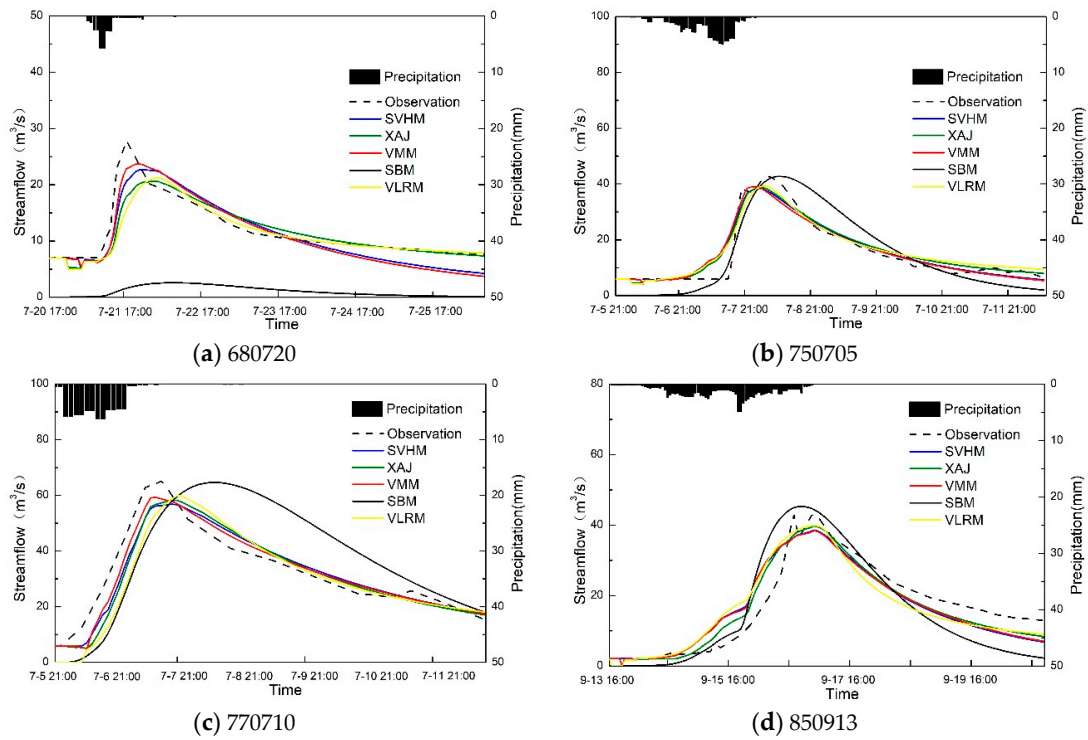 50
40
30
20
10
0
Streamflow (m³/s)
0
10
20
30
40
50
Precipitation(mm)
Precipitation
Observation
SVHM
XAJ
VMM
SBM
VLRM
7-20 17:00 7-21 17:00 7-22 17:00 7-23 17:00 7-24 17:00 7-25 17:00
Time
(a) 680720
100
80
60
40
20
0
Streamflow (m³/s)
0
10
20
30
40
50
Precipitation(mm)
Precipitation
Observation
SVHM
XAJ
VMM
SBM
VLRM
7-5 21:00 7-6 21:00 7-7 21:00 7-8 21:00 7-9 21:00 7-10 21:00 7-11 21:00
Time
(b) 750705
100
80
60
40
20
0
Streamflow (m³/s)
0
10
20
30
40
50
Precipitation(mm)
Precipitation
Observation
SVHM
XAJ
VMM
SBM
VLRM
7-5 21:00 7-6 21:00 7-7 21:00 7-8 21:00 7-9 21:00 7-10 21:00 7-11 21:00
Time
(c) 770710
80
60
40
20
0
Streamflow (m³/s)
0
10
20
30
40
50
Precipitation(mm)
Precipitation
Observation
SVHM
XAJ
VMM
SBM
VLRM
9-13 16:00 9-15 16:00 9-17 16:00 9-19 16:00
Time
(d) 850913